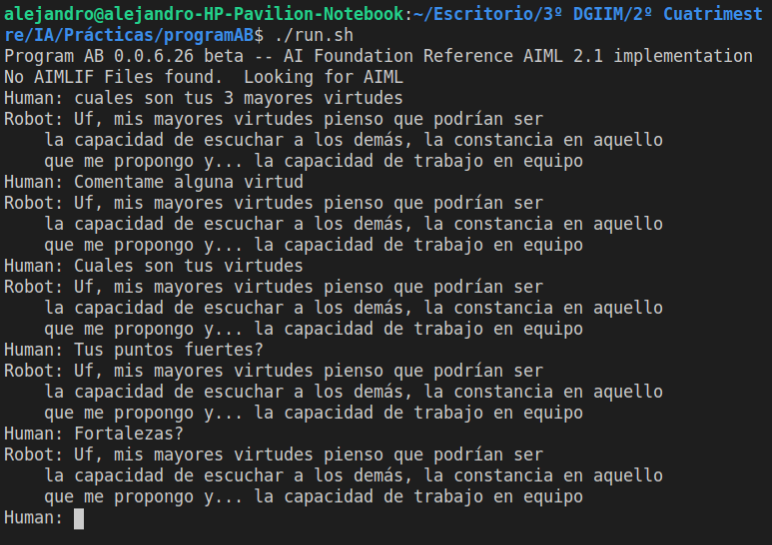 alejandro@alejandro-HP-Pavilion-Notebook:~/Escritorio/3º DGIIM/2º Cuatrimest
re/IA/Prácticas/programAB$ ./run.sh
Program AB 0.0.6.26 beta -- AI Foundation Reference AIML 2.1 implementation
No AIMLIF Files found.  Looking for AIML
Human: cuales son tus 3 mayores virtudes
Robot: Uf, mis mayores virtudes pienso que podrían ser
    la capacidad de escuchar a los demás, la constancia en aquello
    que me propongo y... la capacidad de trabajo en equipo
Human: Comentame alguna virtud
Robot: Uf, mis mayores virtudes pienso que podrían ser
    la capacidad de escuchar a los demás, la constancia en aquello
    que me propongo y... la capacidad de trabajo en equipo
Human: Cuales son tus virtudes
Robot: Uf, mis mayores virtudes pienso que podrían ser
    la capacidad de escuchar a los demás, la constancia en aquello
    que me propongo y... la capacidad de trabajo en equipo
Human: Tus puntos fuertes?
Robot: Uf, mis mayores virtudes pienso que podrían ser
    la capacidad de escuchar a los demás, la constancia en aquello
    que me propongo y... la capacidad de trabajo en equipo
Human: Fortalezas?
Robot: Uf, mis mayores virtudes pienso que podrían ser
    la capacidad de escuchar a los demás, la constancia en aquello
    que me propongo y... la capacidad de trabajo en equipo
Human: